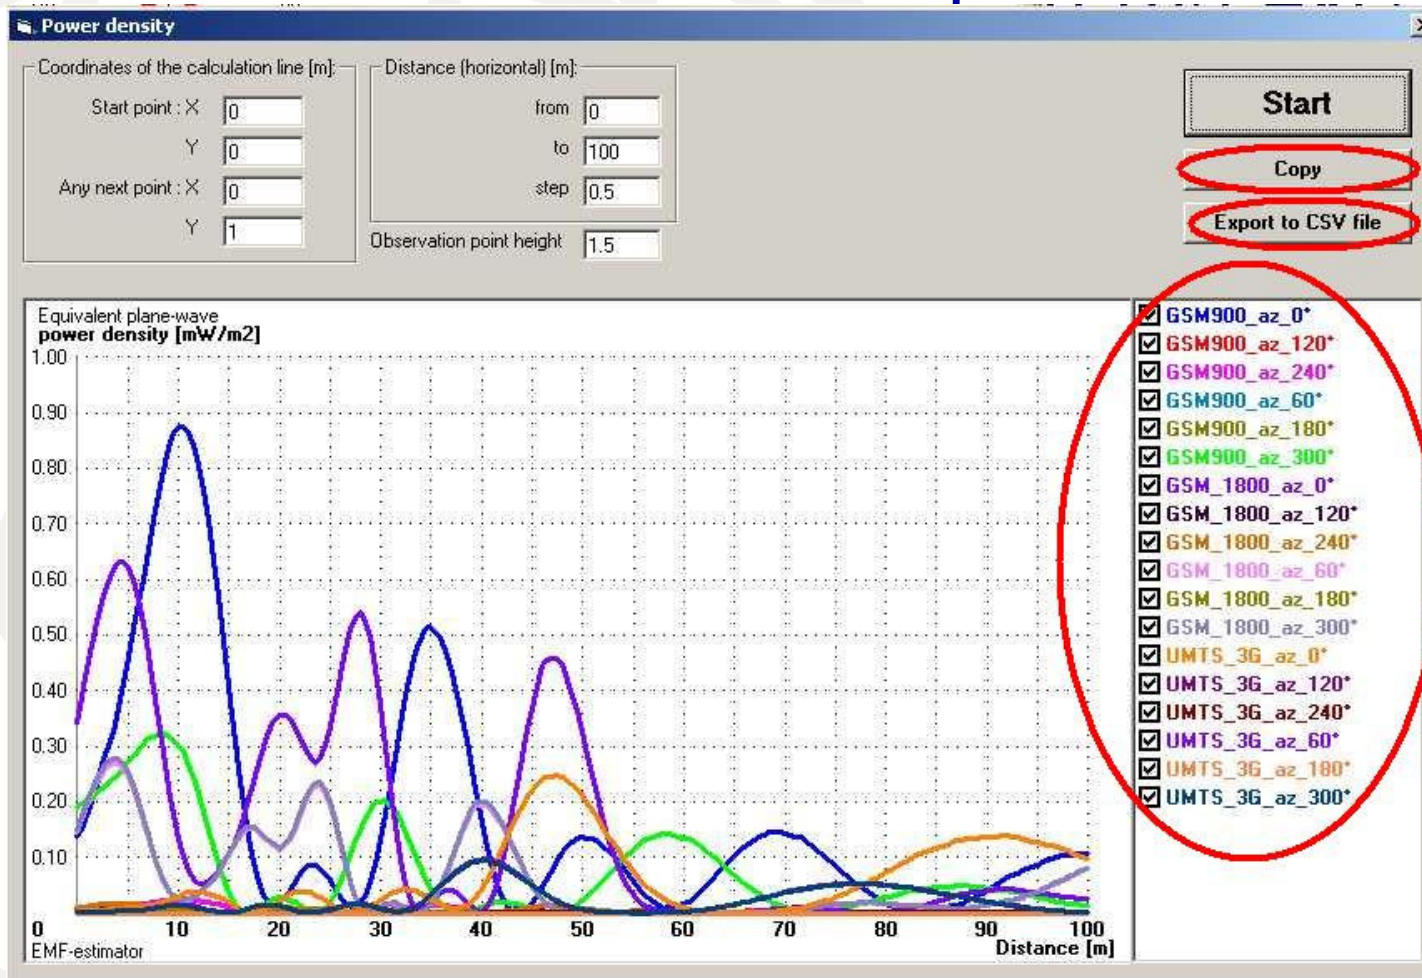 Power density
Coordinates of the calculation line [m]:
Start point : X 0
Y 0
Any next point : X 0
Y 1
Distance (horizontal) [m]:
from 0
to 100
step 0.5
Observation point height 1.5
Start
Copy
Export to CSV file
Equivalent plane-wave
power density [mW/m2]
1.00
0.90
0.80
0.70
0.60
0.50
0.40
0.30
0.20
0.10
0 10 20 30 40 50 60 70 80 90 100
EMF-estimator
Distance [m]
GSM900_az_0°
GSM900_az_120°
GSM900_az_240°
GSM900_az_60°
GSM900_az_180°
GSM900_az_300°
GSM_1800_az_0°
GSM_1800_az_120°
GSM_1800_az_240°
GSM_1800_az_60°
GSM_1800_az_180°
GSM_1800_az_300°
UMTS_3G_az_0°
UMTS_3G_az_120°
UMTS_3G_az_240°
UMTS_3G_az_60°
UMTS_3G_az_180°
UMTS_3G_az_300°